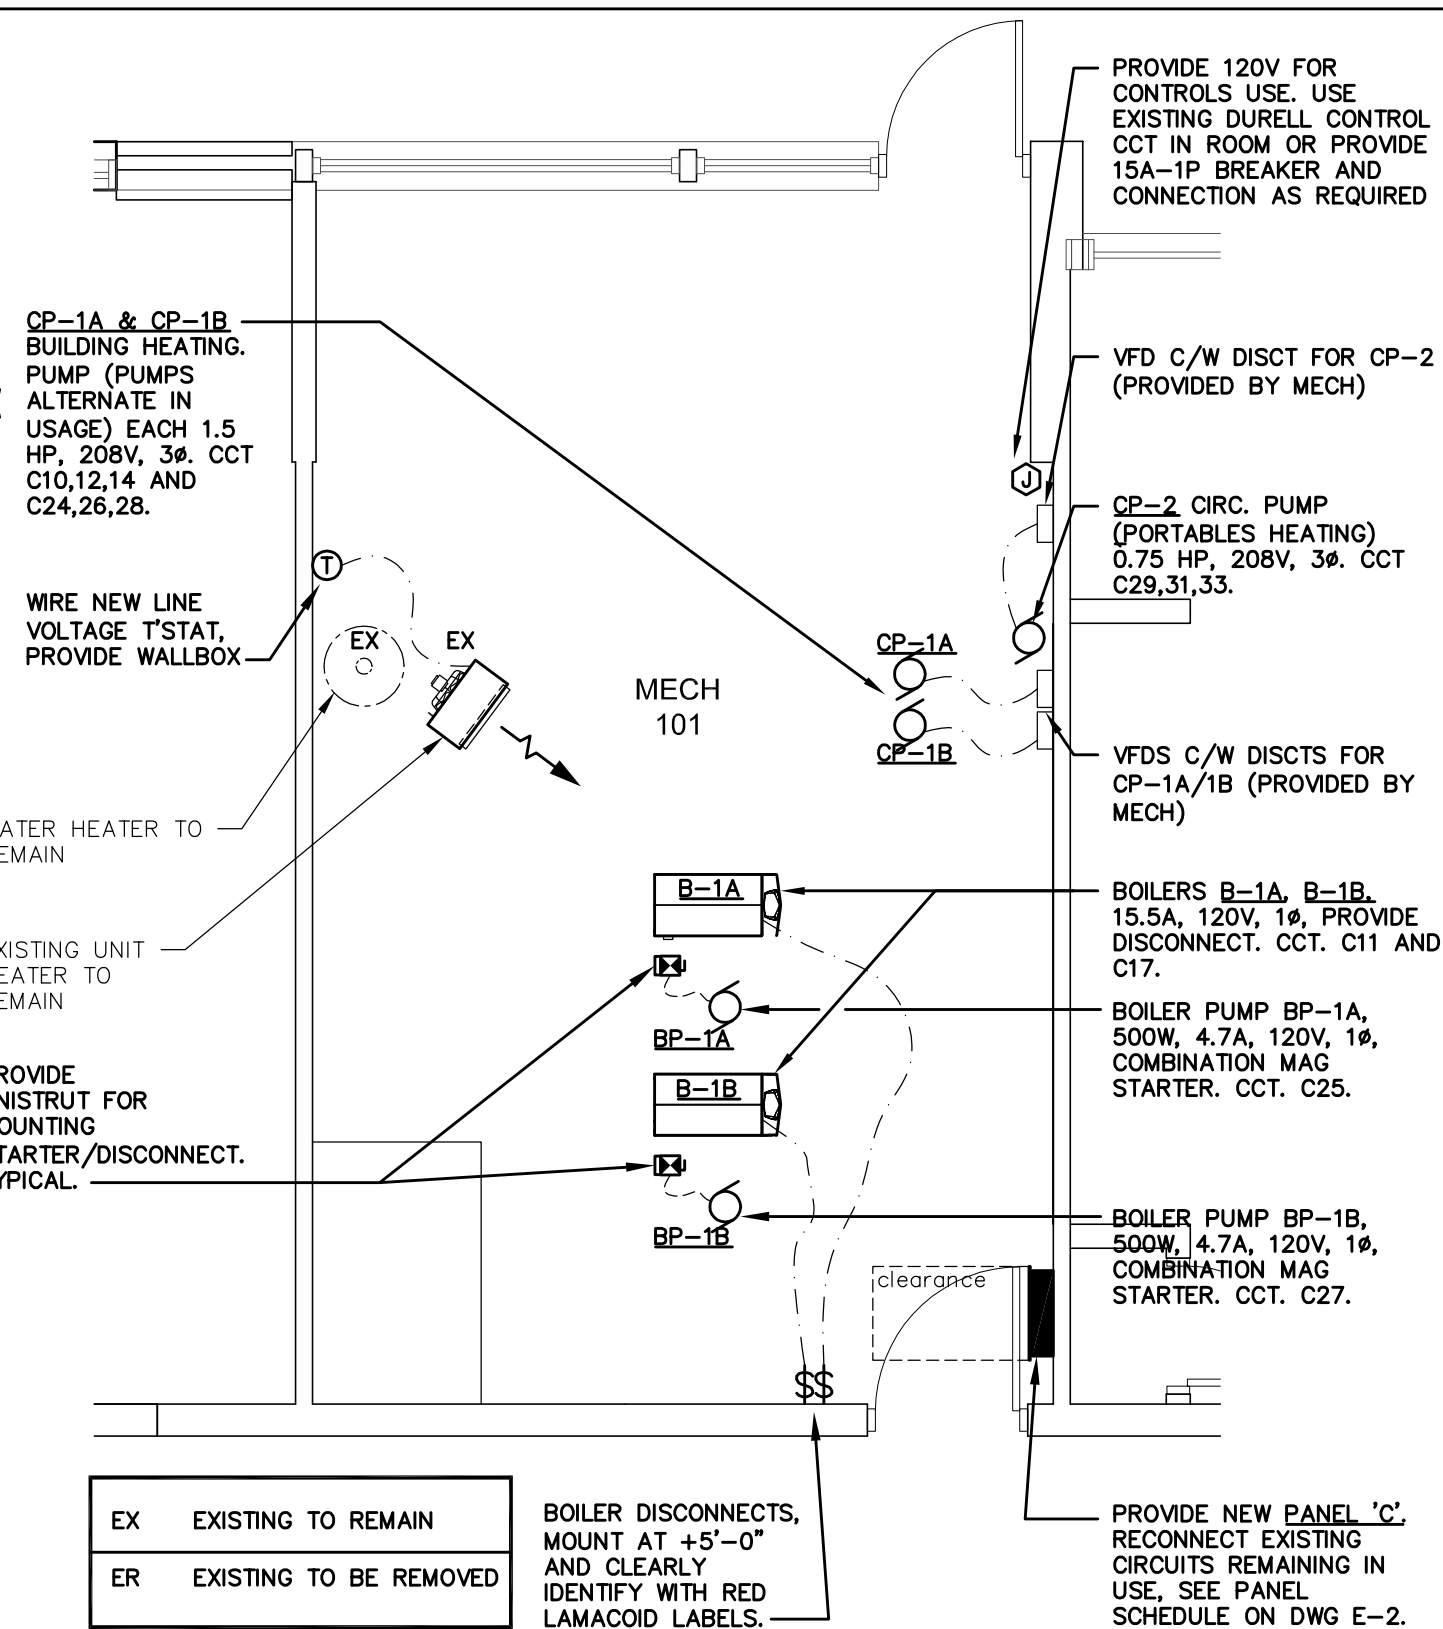 PROVIDE 120V FOR
CONTROLS USE. USE
EXISTING DURELL CONTROL
CCT IN ROOM OR PROVIDE
15A-1P BREAKER AND
CONNECTION AS REQUIRED
CP-1A & CP-1B
BUILDING HEATING.
PUMP (PUMPS
ALTERNATE IN
USAGE) EACH 1.5
HP, 208V, 3ø. CCT
C10,12,14 AND
C24,26,28.
VFD C/W DISCT FOR CP-2
(PROVIDED BY MECH)
J
CP-2 CIRC. PUMP
(PORTABLES HEATING)
0.75 HP, 208V, 3ø. CCT
C29,31,33.
T
WIRE NEW LINE
VOLTAGE T'STAT,
PROVIDE WALLBOX
EX
EX
MECH
101
CP-1A
CP-1B
VFDS C/W DISCTS FOR
CP-1A/1B (PROVIDED BY
MECH)
ATER HEATER TO
EMAIN
XISTING UNIT
EATER TO
EMAIN
B-1A
BOILERS B-1A, B-1B.
15.5A, 120V, 1ø, PROVIDE
DISCONNECT. CCT. C11 AND
C17.
BP-1A
BOILER PUMP BP-1A,
500W, 4.7A, 120V, 1ø,
COMBINATION MAG
STARTER. CCT. C25.
ROVIDE
NISTRUT FOR
OUNTING
TARTER/DISCONNECT.
YPICAL.
B-1B
BP-1B
BOILER PUMP BP-1B,
500W, 4.7A, 120V, 1ø,
COMBINATION MAG
STARTER. CCT. C27.
clearance
$$
EX EXISTING TO REMAIN
ER EXISTING TO BE REMOVED
BOILER DISCONNECTS,
MOUNT AT +5'-0"
AND CLEARLY
IDENTIFY WITH RED
LAMACOID LABELS.
PROVIDE NEW PANEL 'C'.
RECONNECT EXISTING
CIRCUITS REMAINING IN
USE, SEE PANEL
SCHEDULE ON DWG E-2.